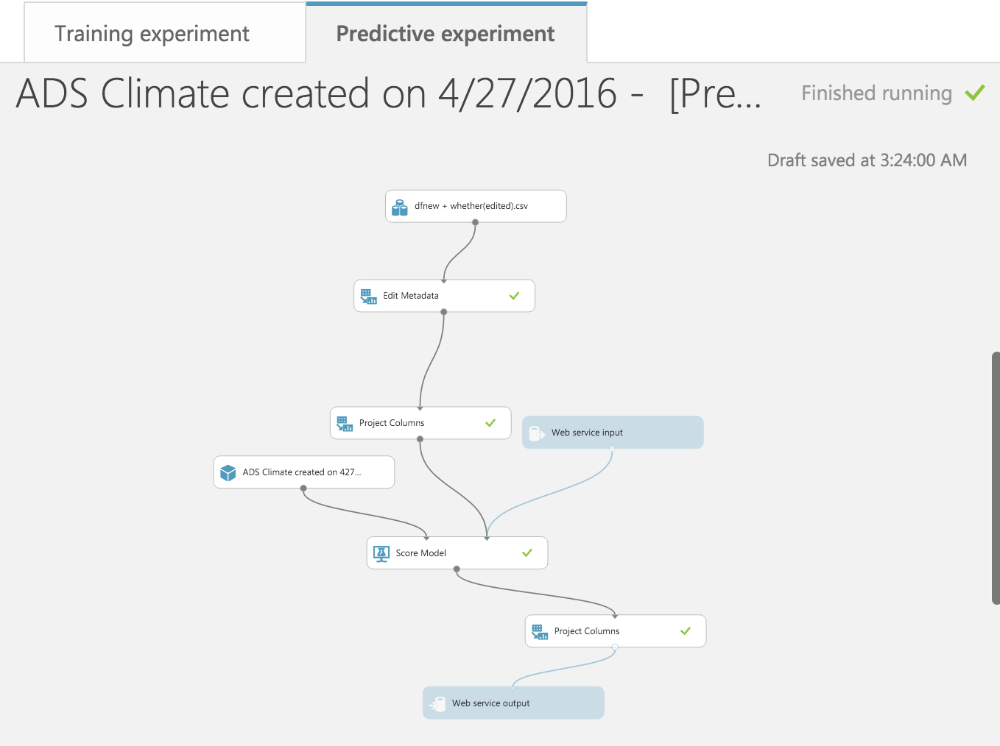 Training experiment
Predictive experiment
ADS Climate created on 4/27/2016 - [Pre...
Finished running
Draft saved at 3:24:00 AM
dfnew + whether(edited).csv
Edit Metadata
Project Columns
Web service input
ADS Climate created on 427...
Score Model
Project Columns
Web service output